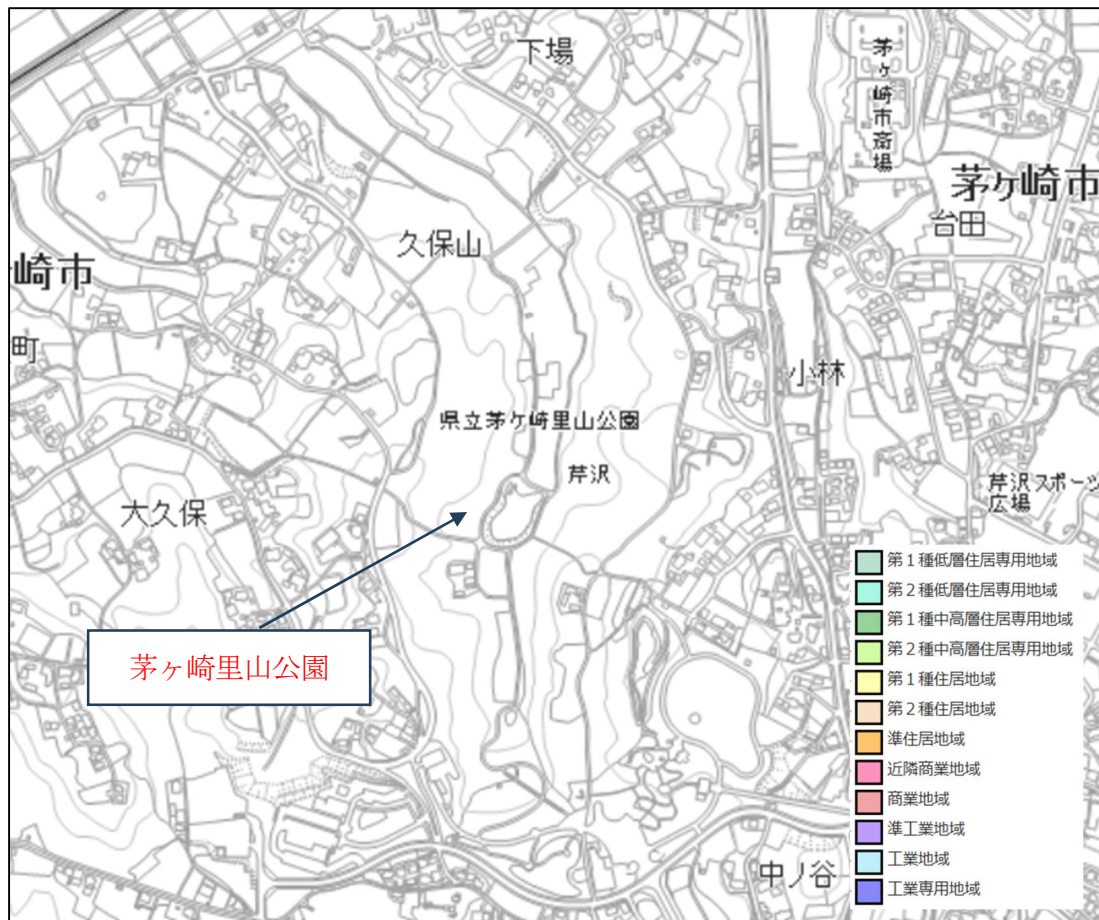 下場
茅ヶ崎市斎場
茅ヶ崎市
台田
久保山
崎市
町
小林
県立茅ケ崎里山公園
芹沢
芹沢スポーツ
広場
大久保
茅ヶ崎里山公園
中ノ谷
第1種低層住居専用地域
第2種低層住居専用地域
第1種中高層住居専用地域
第2種中高層住居専用地域
第1種住居地域
第2種住居地域
準住居地域
近隣商業地域
商業地域
準工業地域
工業地域
工業専用地域